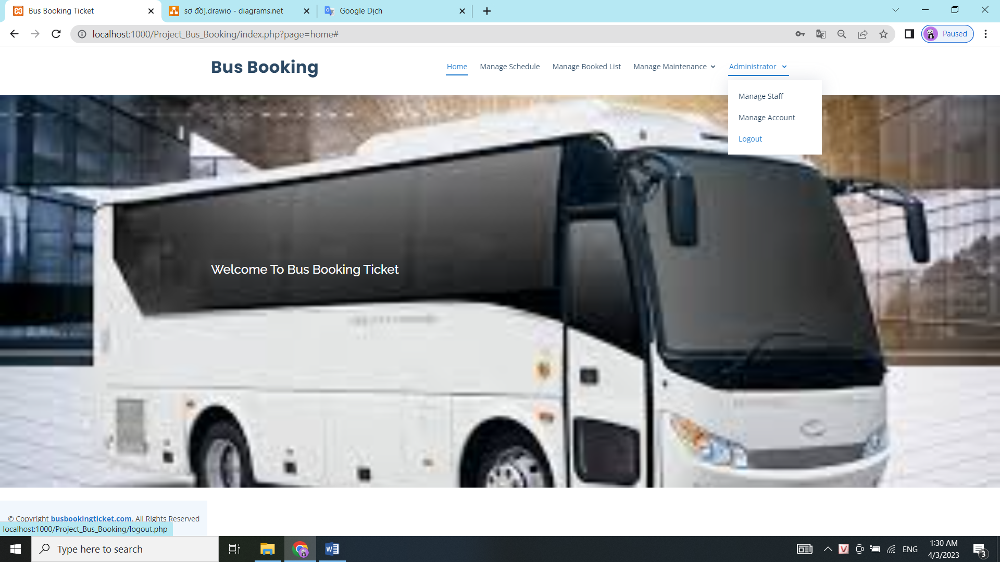 Bus Booking Ticket
sơ đồ].drawio - diagrams.net
Google Dịch
localhost:1000/Project_Bus_Booking/index.php?page=home#
Paused
Bus Booking
Home
Manage Schedule
Manage Booked List
Manage Maintenance
Administrator
Manage Staff
Manage Account
Logout
Welcome To Bus Booking Ticket
© Copyright busbookingticket.com. All Rights Reserved
localhost:1000/Project_Bus_Booking/logout.php
Type here to search
ENG
1:30 AM
4/3/2023
3